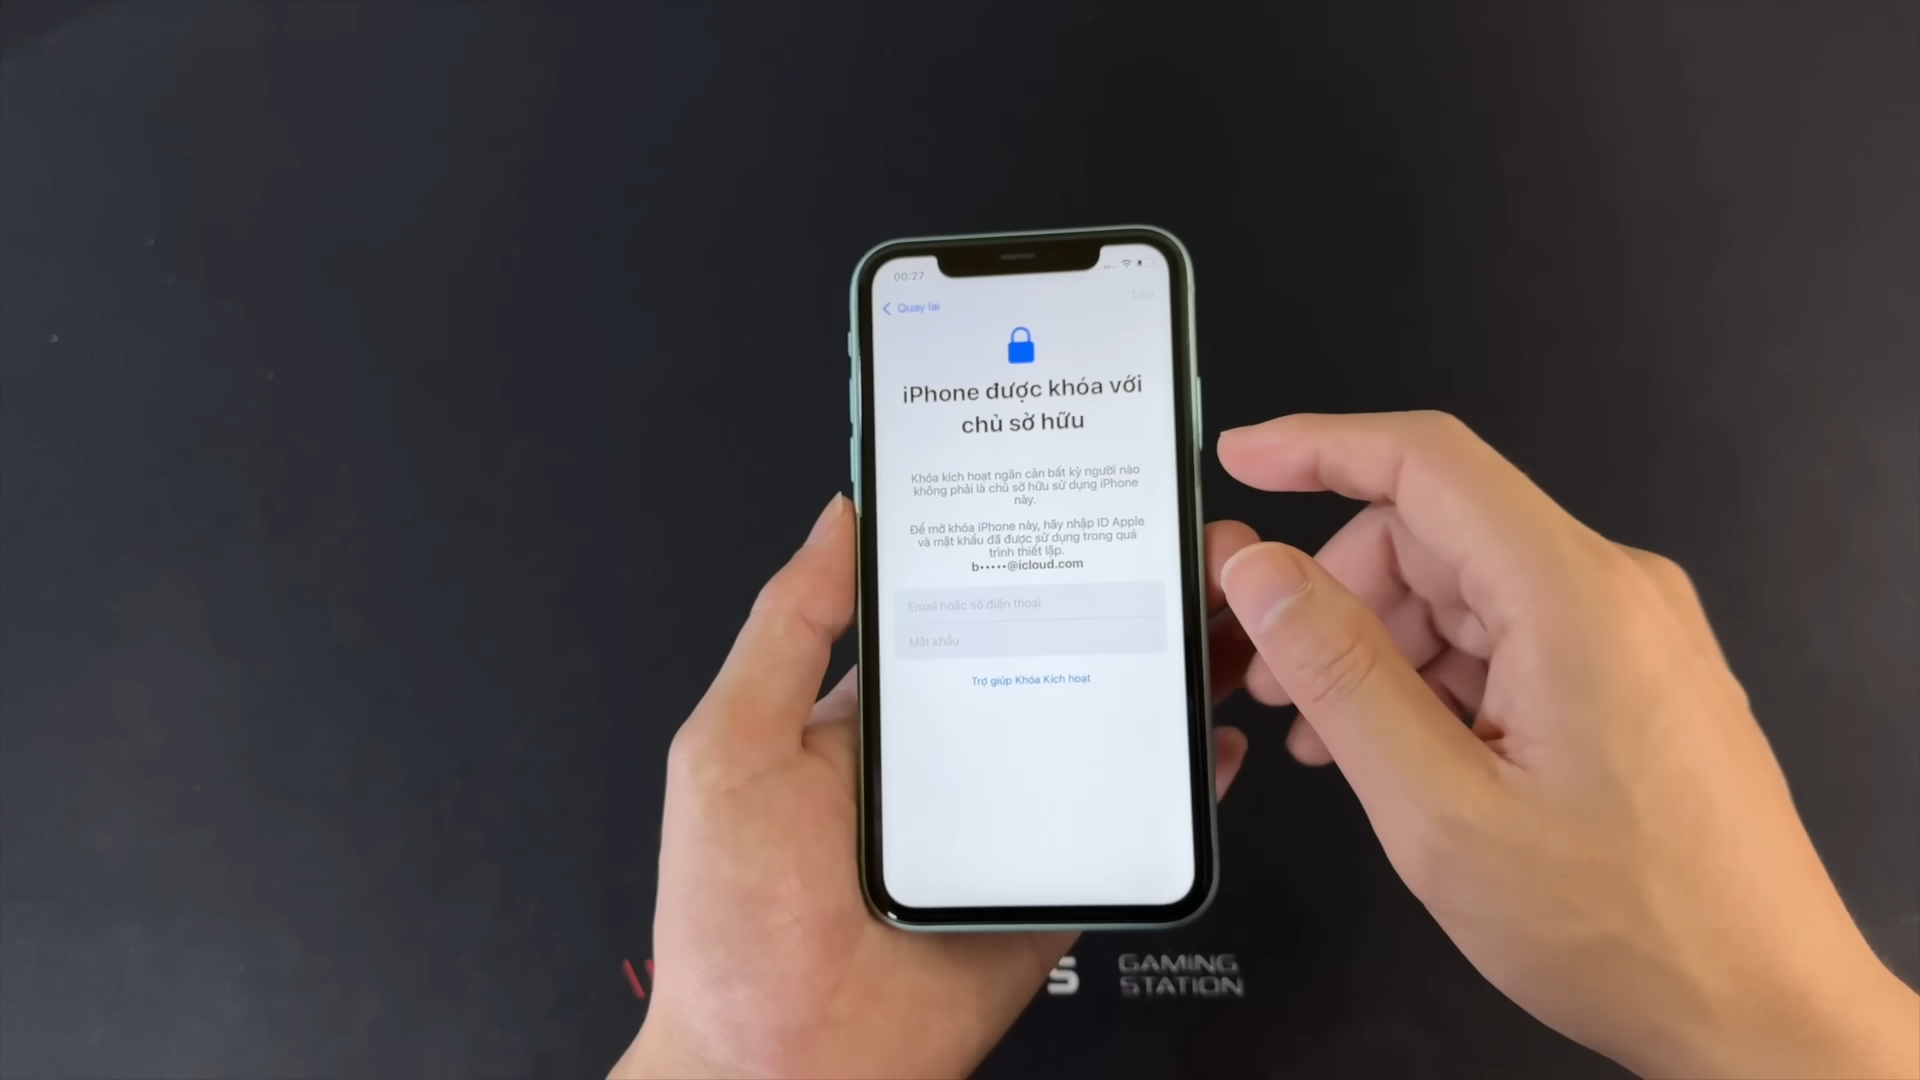 00:27
Quay lại
Tiếp
iPhone được khóa với
chủ sở hữu
Khóa kích hoạt ngăn cản bất kỳ người nào
không phải là chủ sở hữu sử dụng iPhone
này.
Để mở khóa iPhone này, hãy nhập ID Apple
và mật khẩu đã được sử dụng trong quá
trình thiết lập.
b•••••@icloud.com
Email hoặc số điện thoại
Mật khẩu
Trợ giúp Khóa Kích hoạt
S
GAMING
STATION